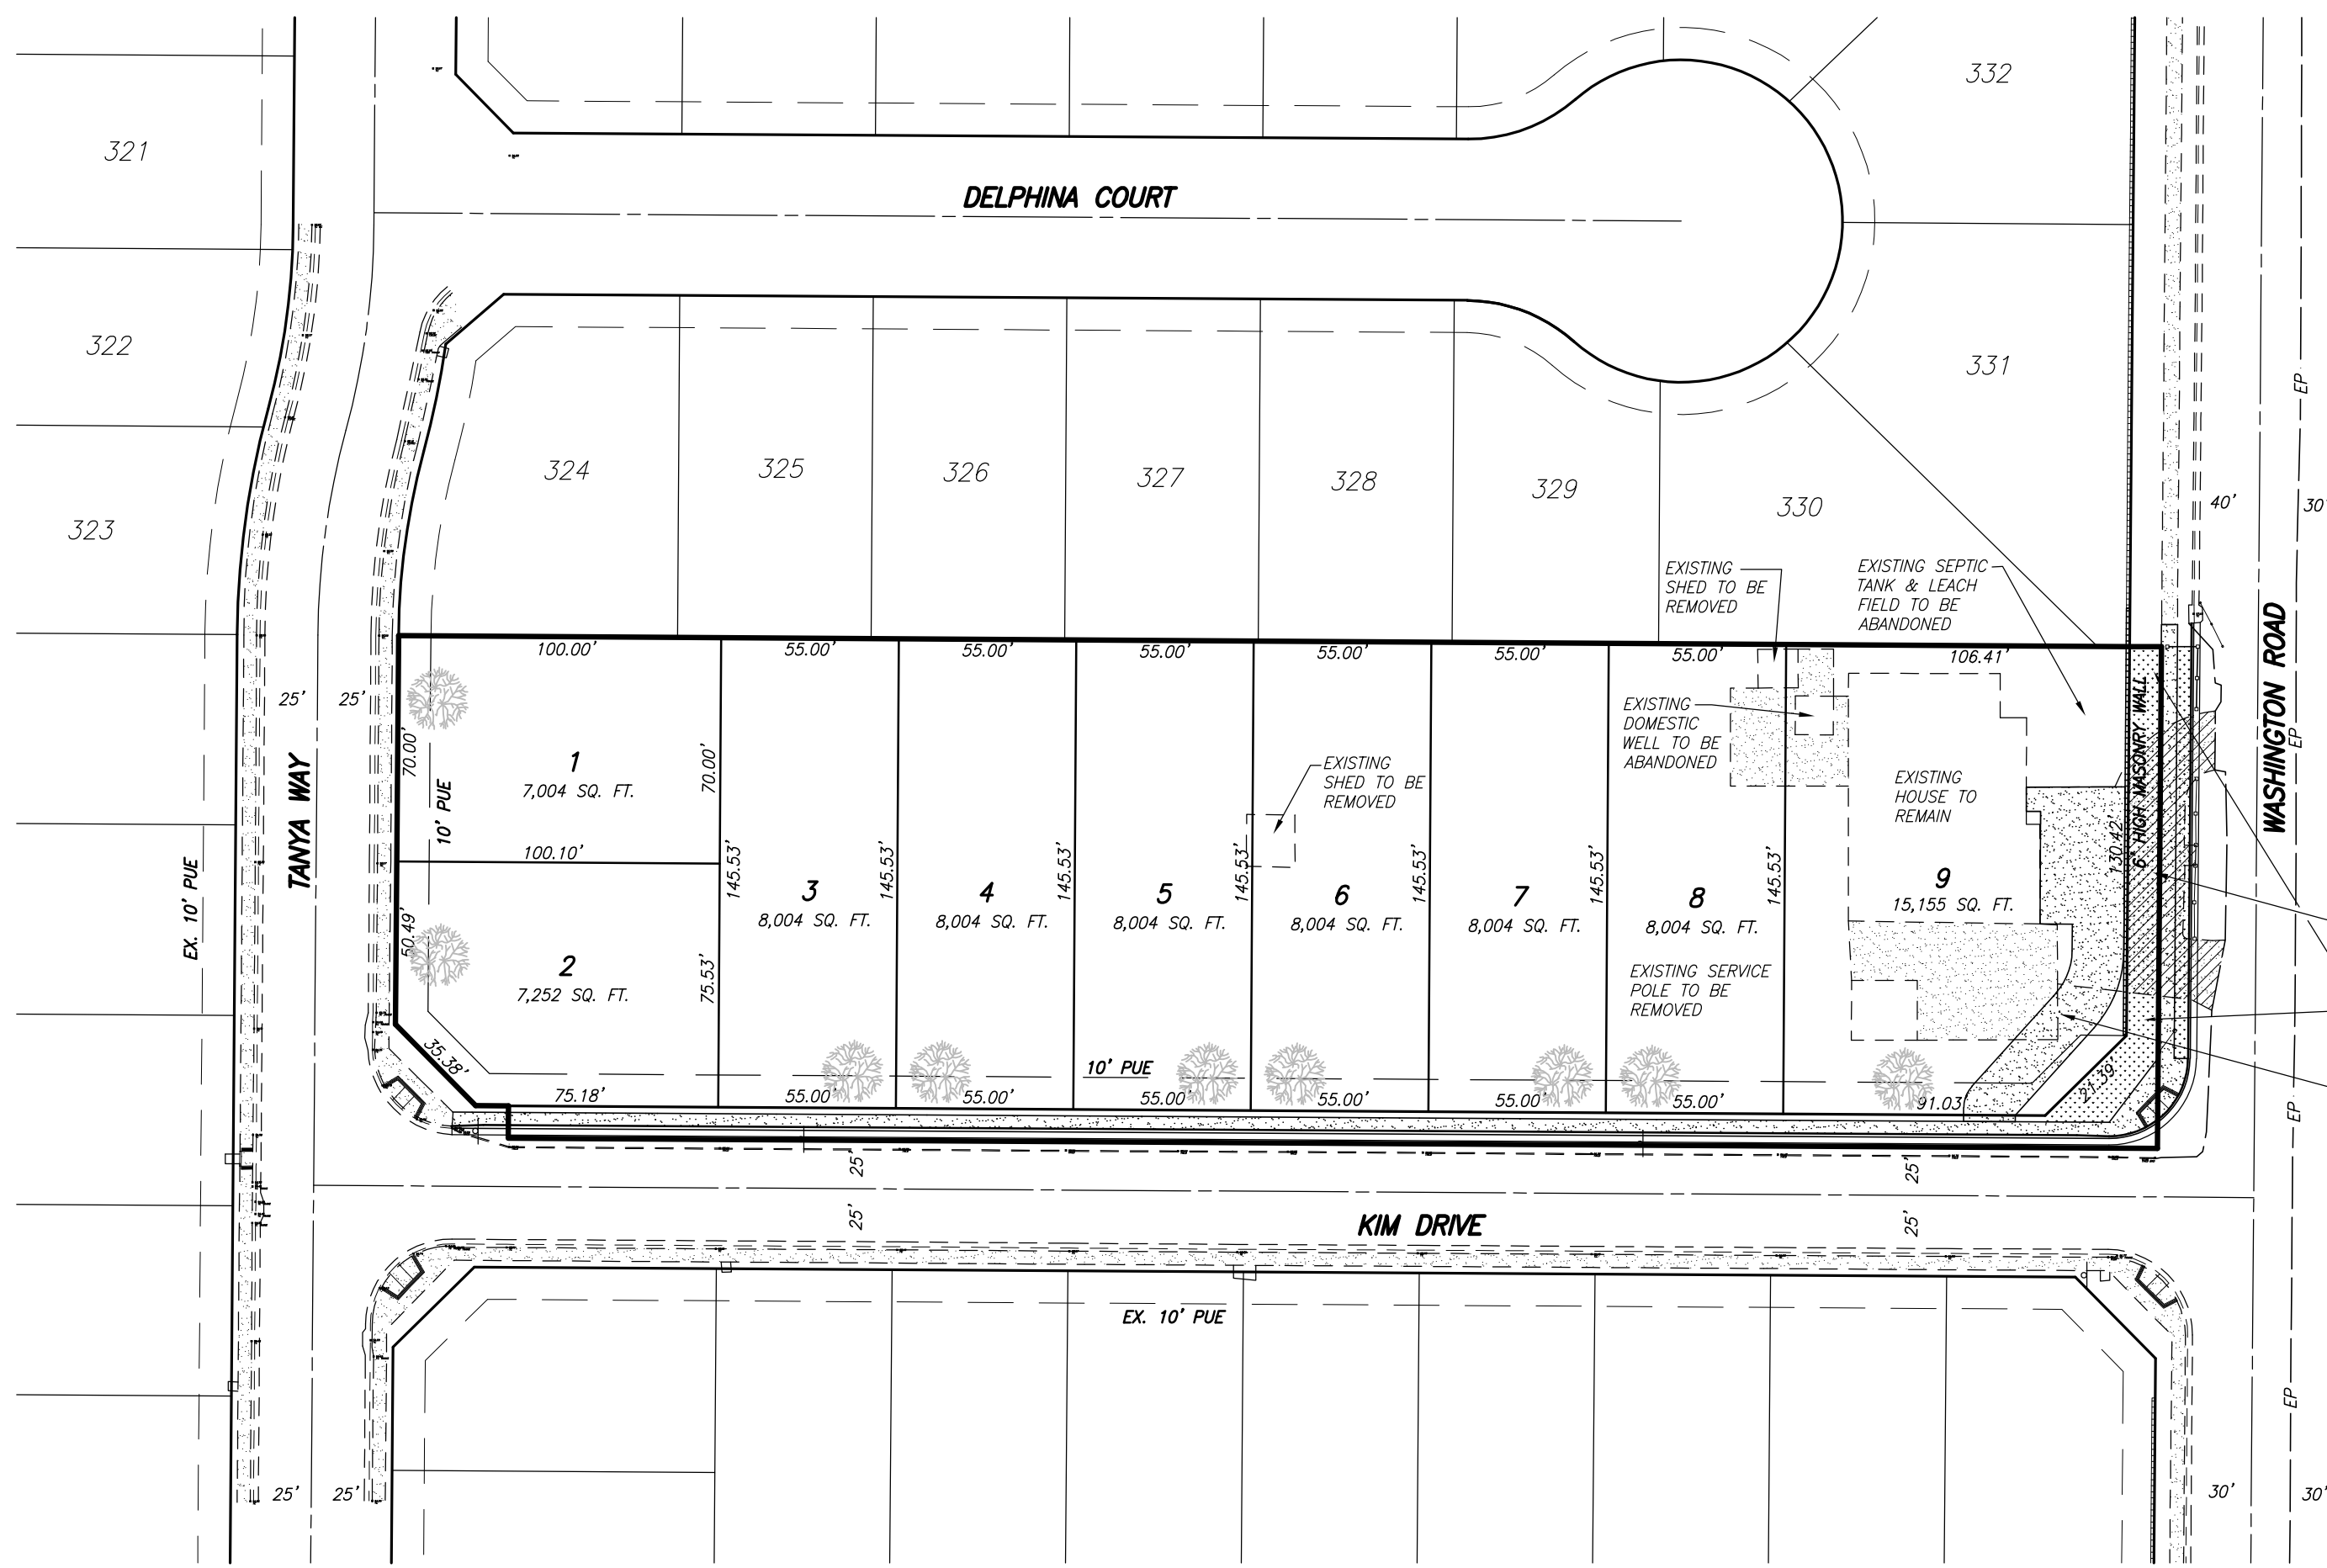 332
321
DELPHINA COURT
322
331
EP
323
324
325
326
327
328
329
330
40'
30'
EXISTING
SHED TO BE
REMOVED
EXISTING SEPTIC
TANK & LEACH
FIELD TO BE
ABANDONED
WASHINGTON ROAD
100.00'
55.00'
55.00'
55.00'
55.00'
55.00'
55.00'
106.41'
25'
25'
TANYA WAY
70.00'
10' PUE
1
7,004 SQ. FT.
70.00'
EXISTING
DOMESTIC
WELL TO BE
ABANDONED
EXISTING
SHED TO BE
REMOVED
EXISTING
HOUSE TO
REMAIN
6' HIGH MASONRY WALL
130.42'
EP
100.10'
EX. 10' PUE
50.49'
145.53'
145.53'
145.53'
145.53'
145.53'
145.53'
145.53'
3
8,004 SQ. FT.
4
8,004 SQ. FT.
5
8,004 SQ. FT.
6
8,004 SQ. FT.
7
8,004 SQ. FT.
8
8,004 SQ. FT.
9
15,155 SQ. FT.
2
7,252 SQ. FT.
75.53'
EXISTING SERVICE
POLE TO BE
REMOVED
35.38'
10' PUE
75.18'
55.00'
55.00'
55.00'
55.00'
55.00'
55.00'
91.03
21.39
EP
25'
25'
25'
25'
KIM DRIVE
EX. 10' PUE
EP
25'
25'
30'
30'